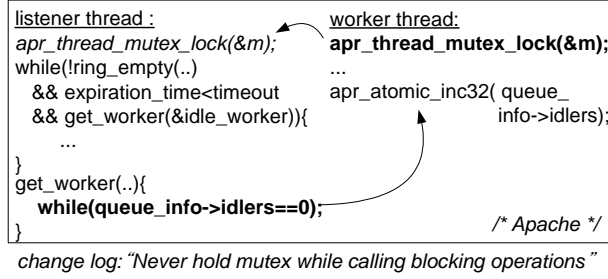 listener thread :
apr_thread_mutex_lock(&m);
while(!ring_empty(..)
&& expiration_time<timeout
&& get_worker(&idle_worker)){
...
}
get_worker(..){
while(queue_info->idlers==0);
}
worker thread:
apr_thread_mutex_lock(&m);
...
apr_atomic_inc32( queue_
info->idlers);
/* Apache */
change log: “Never hold mutex while calling blocking operations”